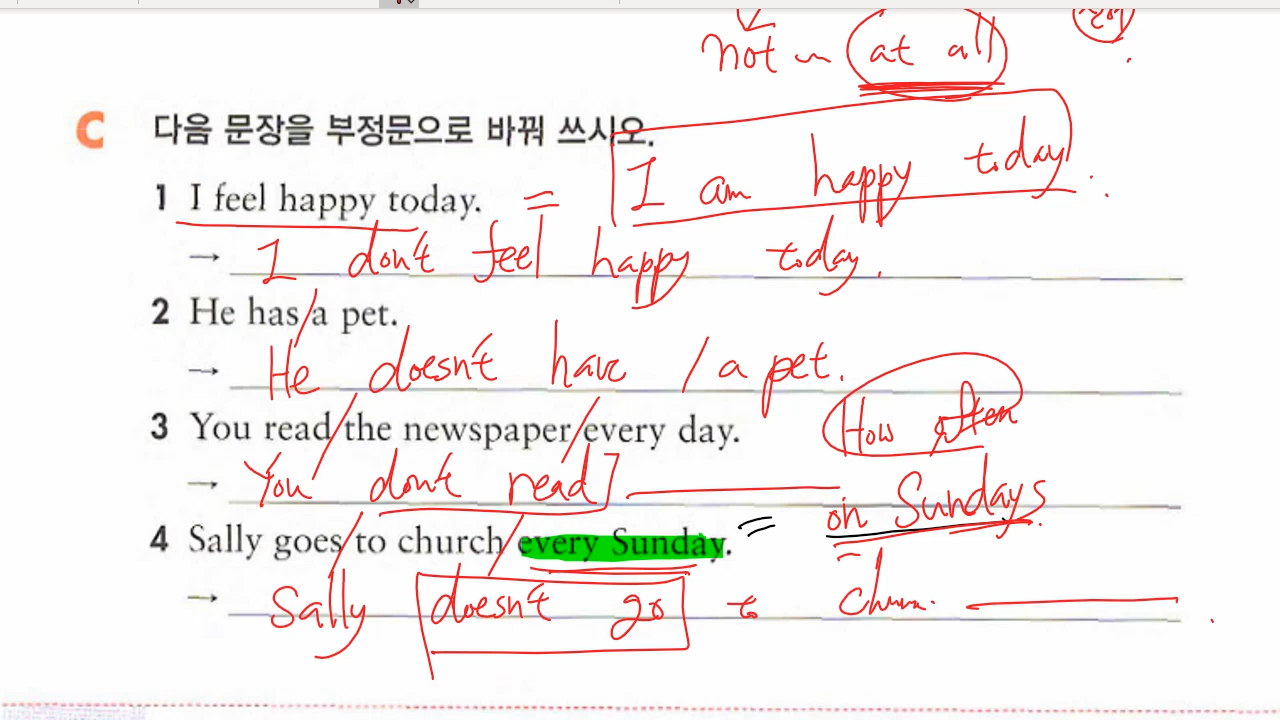 not ~ at all
C 다음 문장을 부정문으로 바꿔 쓰시오.
1 I feel happy today. = I am happy today.
→ I don't feel happy today.
2 He has / a pet.
→ He doesn't have / a pet.
3 You read / the newspaper / every day. How often
→ You don't read
on Sundays.
4 Sally goes / to church / every Sunday. =
→ Sally doesn't go to